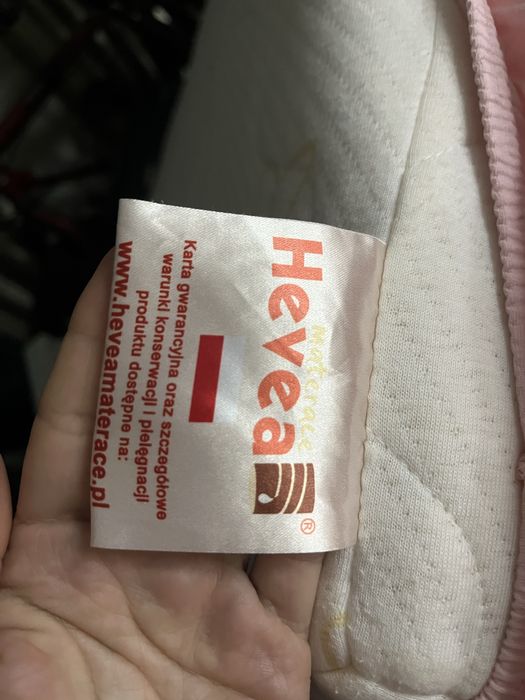 materace
Hevea®
Karta gwarancyjna oraz szczegółowe
warunki konserwacji i pielęgnacji
produktu dostępne na:
www.heveamaterace.pl